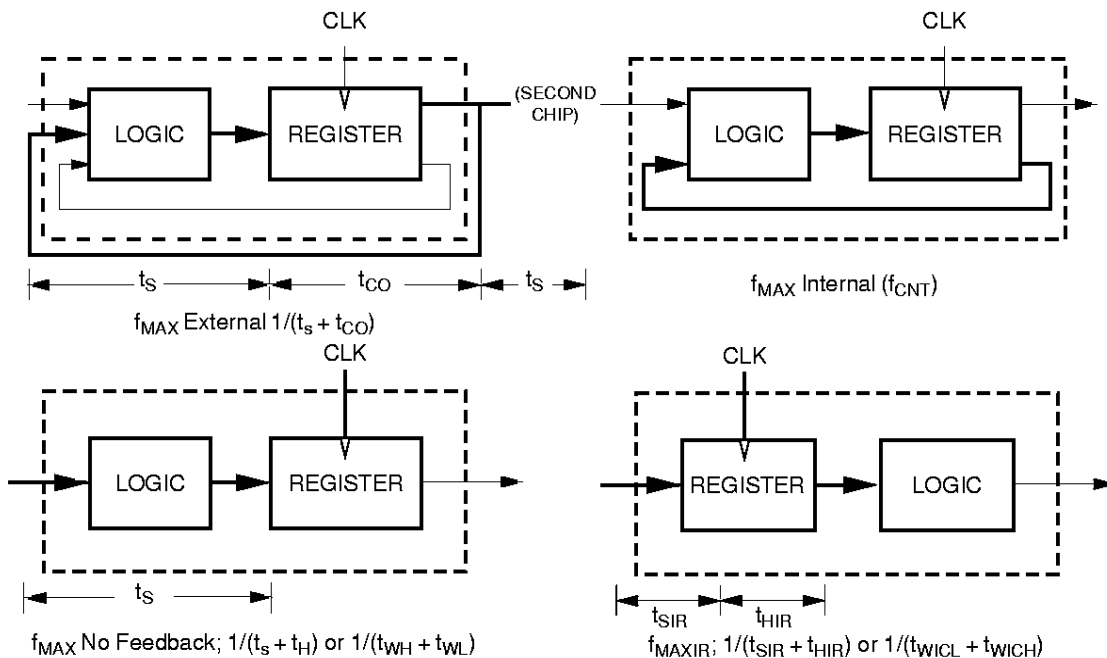 CLK
LOGIC
REGISTER
(SECOND
CHIP)
tS
tCO
tS
fMAX External 1/(ts + tCO)
CLK
LOGIC
REGISTER
fMAX Internal (fCNT)
CLK
LOGIC
REGISTER
tS
fMAX No Feedback; 1/(ts + tH) or 1/(tWH + tWL)
CLK
REGISTER
LOGIC
tSIR
tHIR
fMAXIR; 1/(tSIR + tHIR) or 1/(tWICL + tWICH)